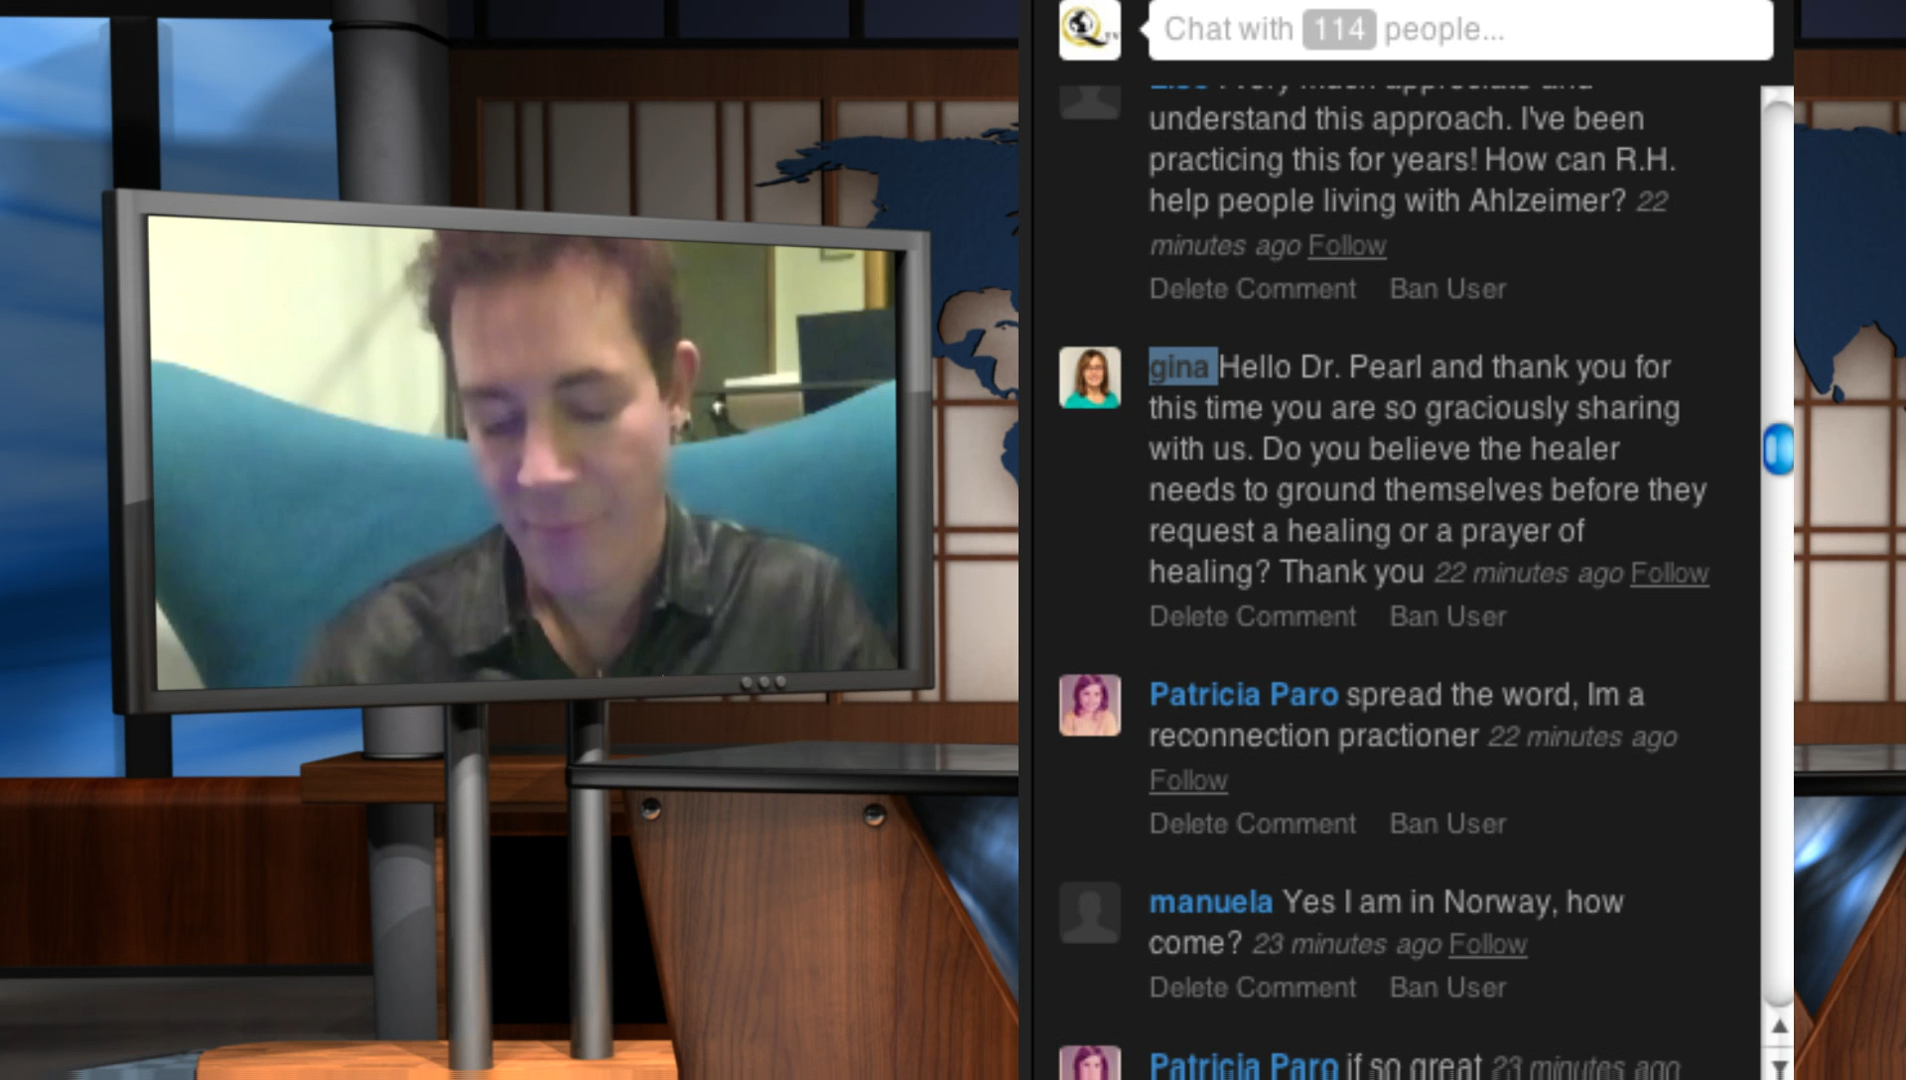 TV
Chat with 114 people...
understand this approach. I've been
practicing this for years! How can R.H.
help people living with Ahlzeimer? 22
minutes ago Follow
Delete Comment Ban User
gina Hello Dr. Pearl and thank you for
this time you are so graciously sharing
with us. Do you believe the healer
needs to ground themselves before they
request a healing or a prayer of
healing? Thank you 22 minutes ago Follow
Delete Comment Ban User
Patricia Paro spread the word, Im a
reconnection practioner 22 minutes ago
Follow
Delete Comment Ban User
manuela Yes I am in Norway, how
come? 23 minutes ago Follow
Delete Comment Ban User
Patricia Paro if so great 23 minutes ago